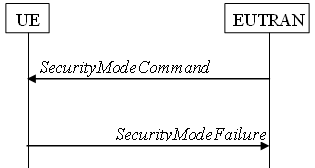 UE EUTRAN
SecurityModeCommand
SecurityModeFailure